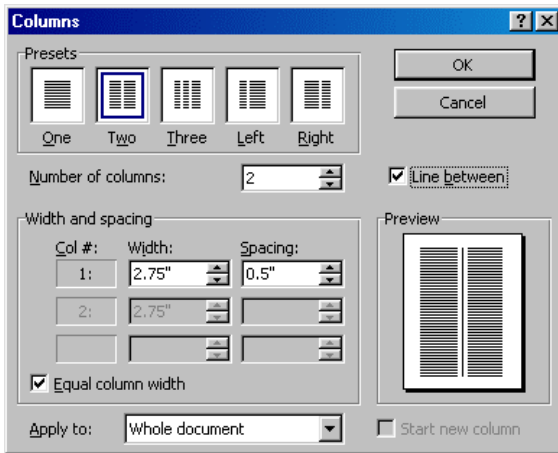 Columns
Presets
One Two Three Left Right
OK
Cancel
Number of columns: 2
Line between
Width and spacing
Col #: Width: Spacing:
1: 2.75" 0.5"
2: 2.75"
Equal column width
Preview
Apply to: Whole document
Start new column